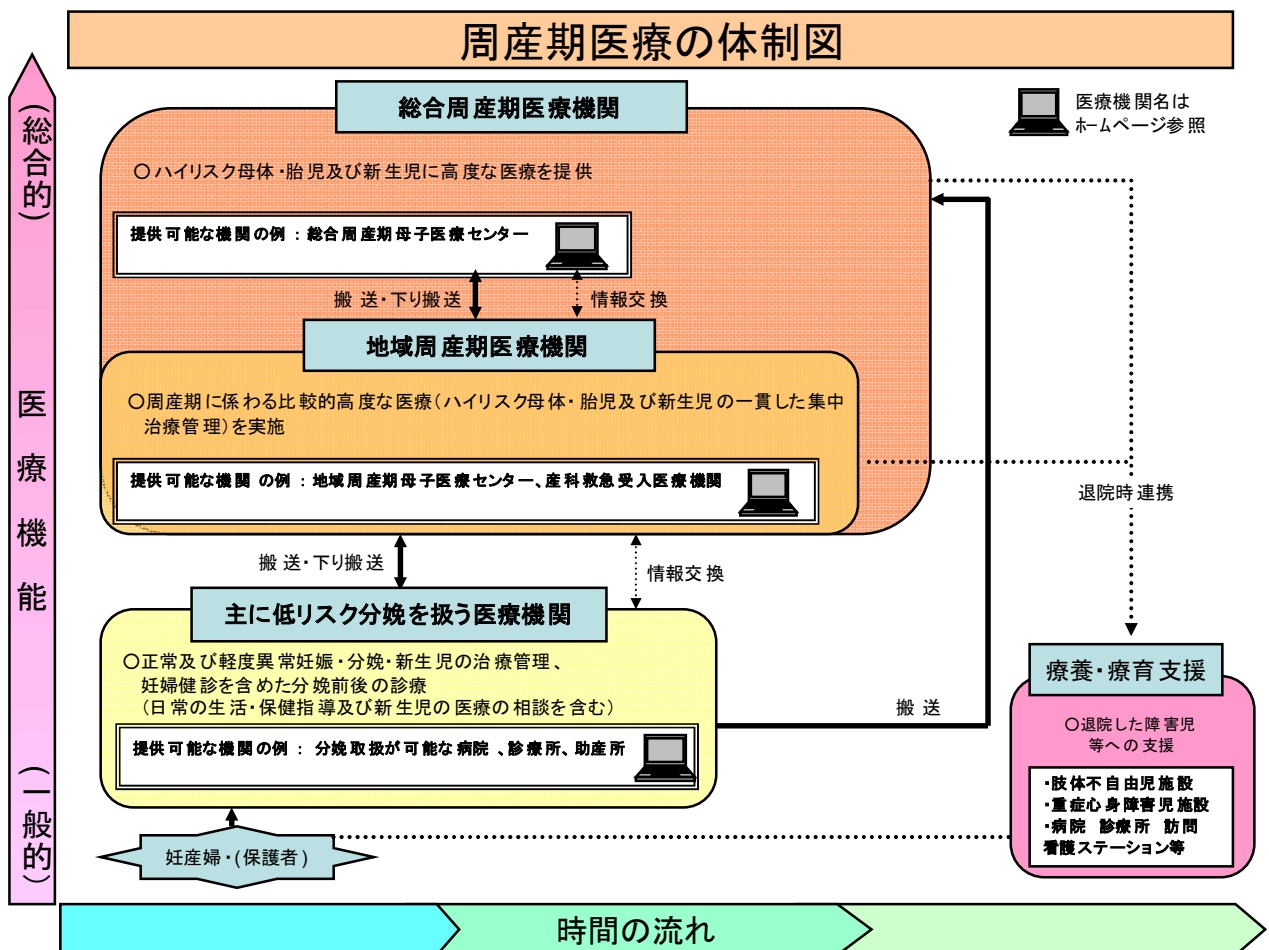 周産期医療の体制図
(総合的)
医療機能
(一般的)
総合周産期医療機関
医療機関名は
ホームページ参照
○ハイリスク母体・胎児及び新生児に高度な医療を提供
提供可能な機関の例 : 総合周産期母子医療センター
搬送・下り搬送
情報交換
地域周産期医療機関
○周産期に係わる比較的高度な医療(ハイリスク母体・胎児及び新生児の一貫した集中
治療管理)を実施
提供可能な機関 の例 : 地域周産期母子医療センター、産科救急受入医療機関
退院時連携
搬送・下り搬送
情報交換
主に低リスク分娩を扱う医療機関
○正常及び軽度異常妊娠・分娩・新生児の治療管理、
妊婦健診を含めた分娩前後の診療
(日常の生活・保健指導及び新生児の医療の相談を含む)
提供可能な機関の例 : 分娩取扱が可能な病院 、診療所、助産所
搬送
療養・療育支援
○退院した障害児
等への支援
・肢体不自由児施設
・重症心身障害児施設
・病院 診療所 訪問
看護ステーション等
妊産婦・(保護者)
時間の流れ